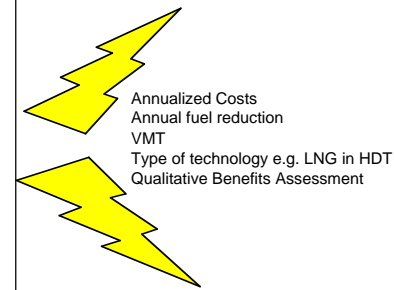 Annualized Costs
Annual fuel reduction
VMT
Type of technology e.g. LNG in HDT
Qualitative Benefits Assessment